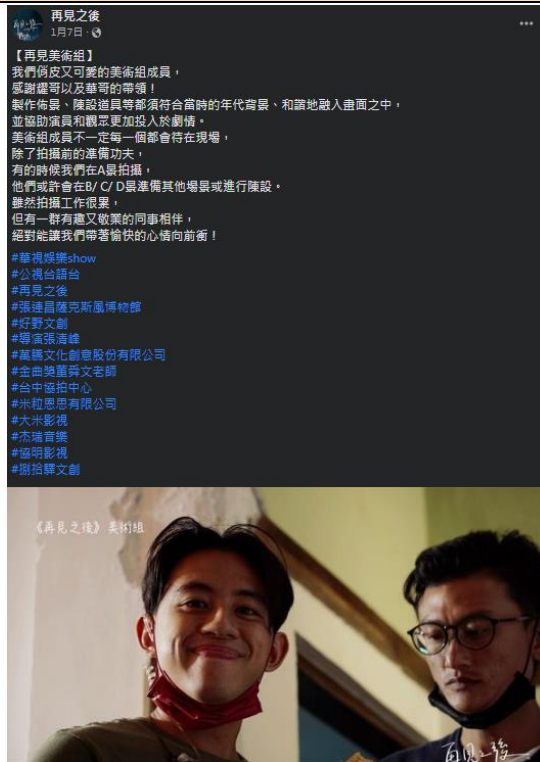 再見之後
1月7日
【再見美術組】
我們俏皮又可愛的美術組成員，
感謝耀哥以及華哥的帶領！
製作佈景、陳設道具等都須符合當時的年代背景、和諧地融入畫面之中，
並協助演員和觀眾更加投入於劇情。
美術組成員不一定每一個都會待在現場，
除了拍攝前的準備功夫，
有的時候我們在A景拍攝，
他們或許會在B/ C/ D景準備其他場景或進行陳設。
雖然拍攝工作很累，
但有一群有趣又敬業的同事相伴，
絕對能讓我們帶著愉快的心情向前衝！
#華視娛樂show
#公視台語台
#再見之後
#張連昌薩克斯風博物館
#好野文創
#導演張清峰
#萬騰文化創意股份有限公司
#金曲獎董舜文老師
#台中協拍中心
#米粒恩思有限公司
#大米影視
#杰瑞音樂
#協明影視
#捌拾驛文創
《再見之後》美術組
再見之後